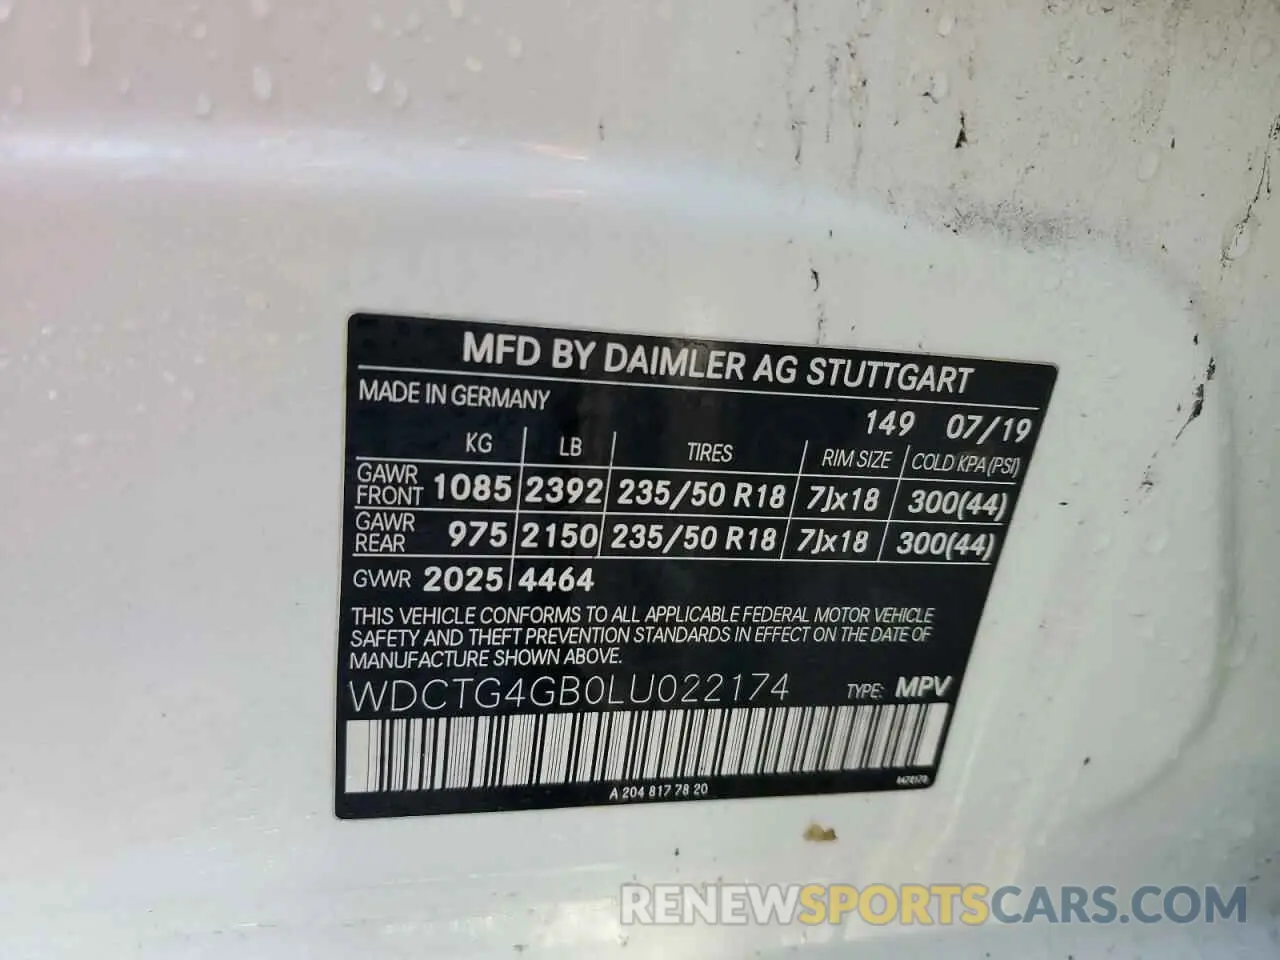 MFD BY DAIMLER AG STUTTGART
MADE IN GERMANY
149 07/19
KG LB TIRES RIM SIZE COLD KPA (PSI)
GAWR FRONT 1085 2392 235/50 R18 7Jx18 300(44)
GAWR REAR 975 2150 235/50 R18 7Jx18 300(44)
GVWR 2025 4464
THIS VEHICLE CONFORMS TO ALL APPLICABLE FEDERAL MOTOR VEHICLE
SAFETY AND THEFT PREVENTION STANDARDS IN EFFECT ON THE DATE OF
MANUFACTURE SHOWN ABOVE.
WDCTG4GB0LU022174 TYPE: MPV
A 204 817 78 20
RENEWSPORTSCARS.COM